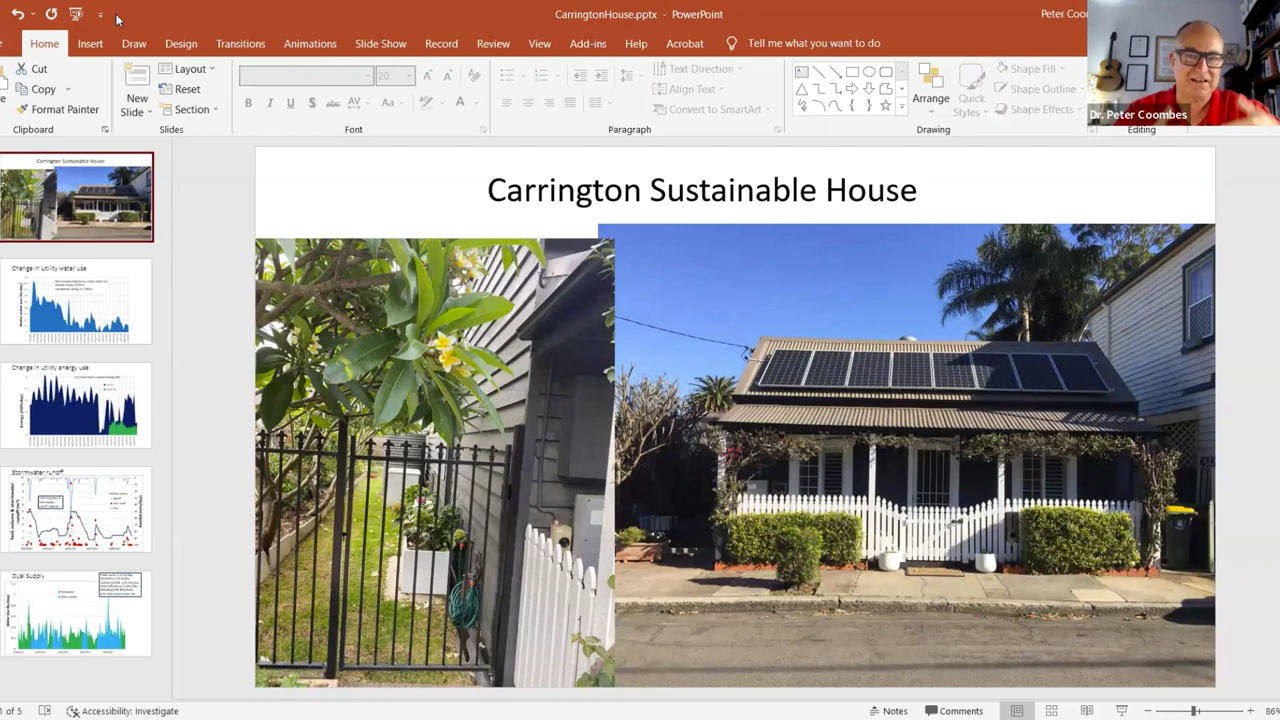 CarringtonHouse.pptx - PowerPoint
Peter Coom
Home Insert Draw Design Transitions Animations Slide Show Record Review View Add-ins Help Acrobat Tell me what you want to do
Cut
Copy
Format Painter
Clipboard
New
Slide
Layout
Reset
Section
Slides
20
Font
Text Direction
Align Text
Convert to SmartArt
Paragraph
Arrange
Quick
Styles
Shape Fill
Shape Outline
Shape Effects
Drawing
Editing
Dr. Peter Coombes
Carrington Sustainable House
Change in utility water use
Change in utility energy use
Stormwater runoff
Dual Supply
Carrington Sustainable House
1 of 5
Accessibility: Investigate
Notes
Comments
86%